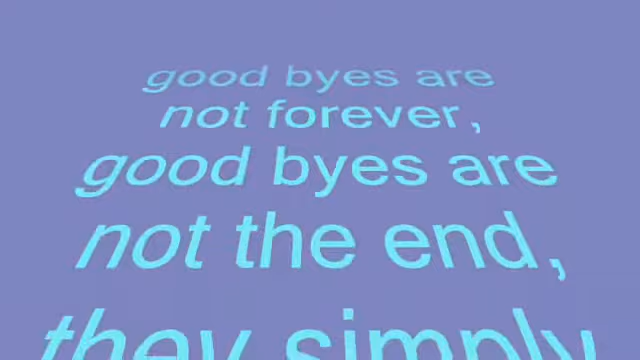 good byes are
not forever,
good byes are
not the end,
they simply